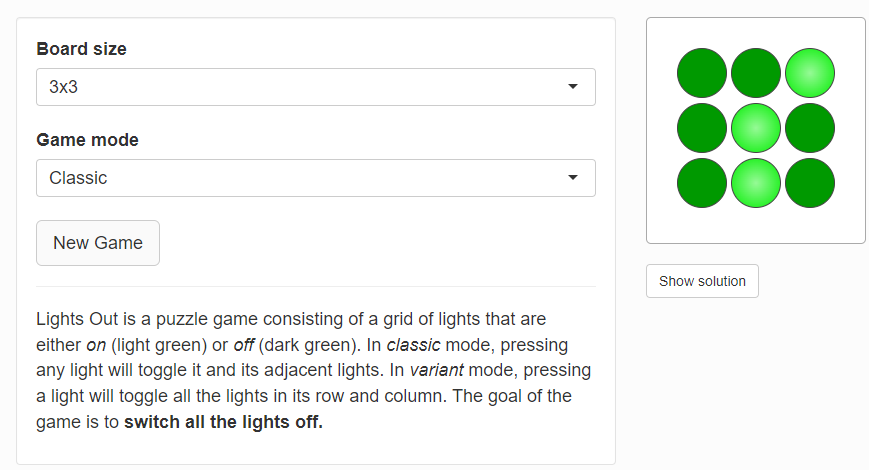 Board size
3x3
Game mode
Classic
New Game
Lights Out is a puzzle game consisting of a grid of lights that are
either on (light green) or off (dark green). In classic mode, pressing
any light will toggle it and its adjacent lights. In variant mode, pressing
a light will toggle all the lights in its row and column. The goal of the
game is to switch all the lights off.
Show solution